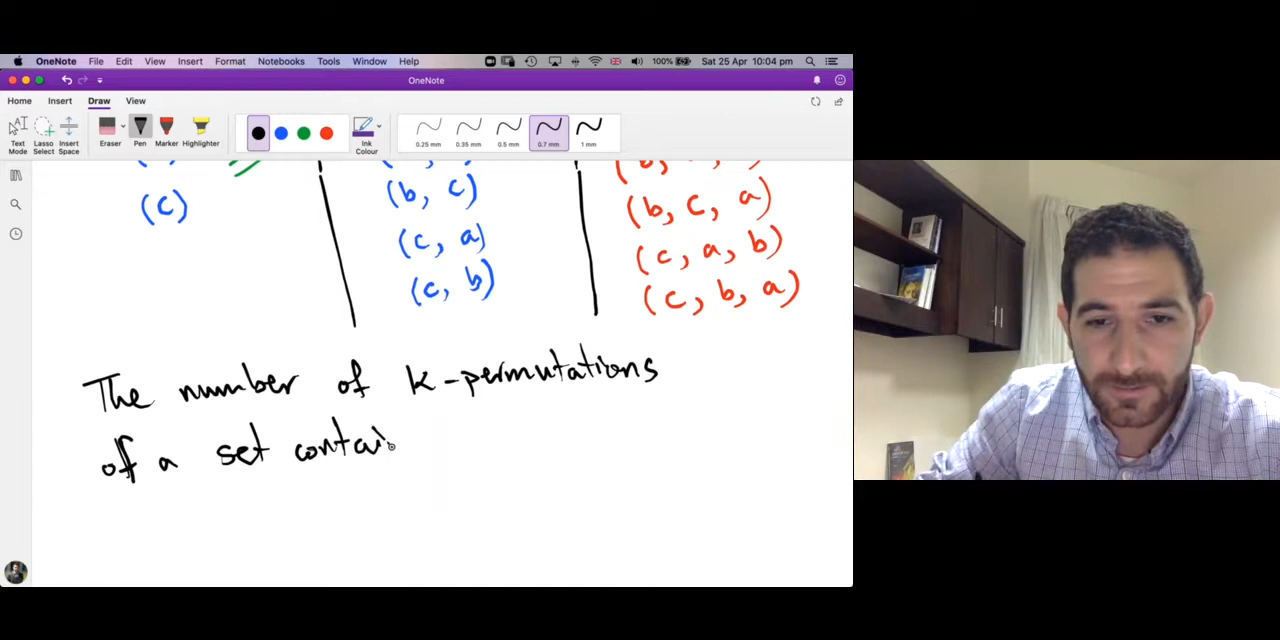 OneNote File Edit View Insert Format Notebooks Tools Window Help 100% Sat 25 Apr 10:04 pm
OneNote
Home Insert Draw View
Text Mode Lasso Select Insert Space Eraser Pen Marker Highlighter Ink Colour 0.25 mm 0.35 mm 0.5 mm 0.7 mm 1 mm
(c)
(b, c)
(c, a)
(c, b)
(b, c, a)
(c, a, b)
(c, b, a)
The number of k-permutations
of a set contai